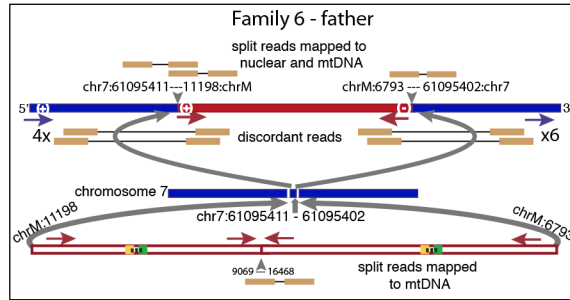 Family 6 - father
split reads mapped to
nuclear and mtDNA
chr7:61095411---11198:chrM
chrM:6793 --- 61095402:chr7
5'
3'
4x
discordant reads
x6
chromosome 7
chr7:61095411 - 61095402
chrM:11198
chrM:6793
9069 --- 16468
split reads mapped
to mtDNA